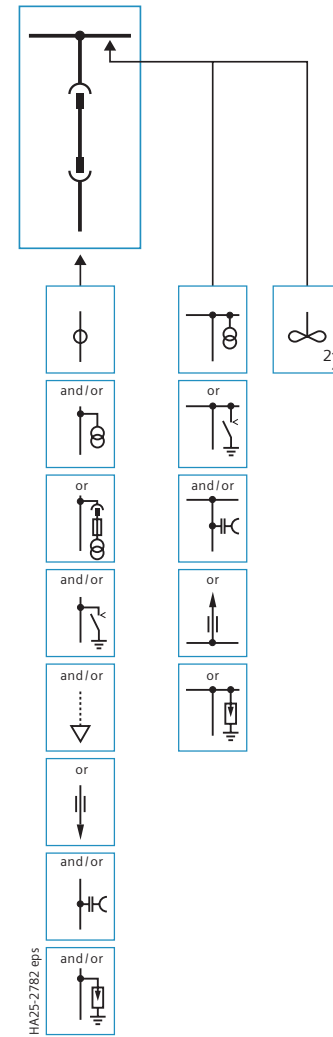 and/or
or
and/or
and/or
or
and/or
and/or
or
and/or
or
or
HA25-2782 eps